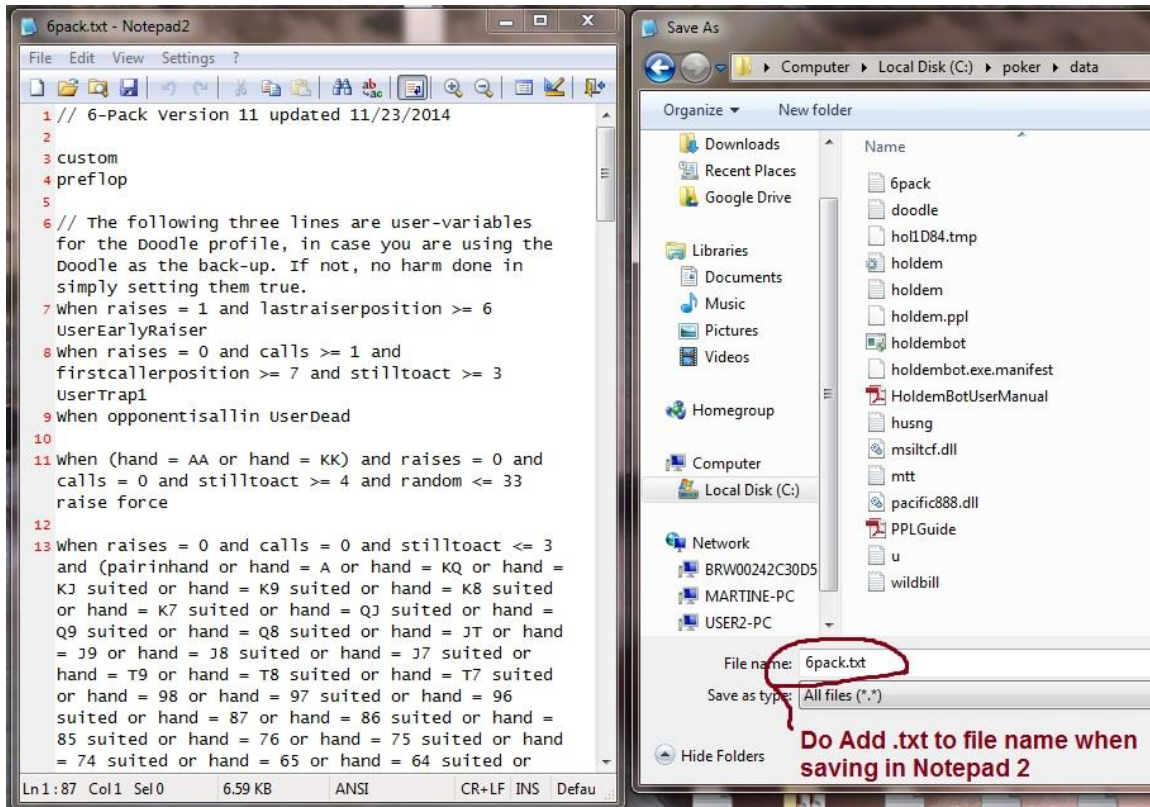 6pack.txt - Notepad2
File Edit View Settings ?
1 // 6-Pack Version 11 updated 11/23/2014
2
3 custom
4 preflop
5
6 // The following three lines are user-variables
for the Doodle profile, in case you are using the
Doodle as the back-up. If not, no harm done in
simply setting them true.
7 when raises = 1 and lastraiserposition >= 6
UserEarlyRaiser
8 when raises = 0 and calls >= 1 and
firstcallerposition >= 7 and stilltoact >= 3
UserTrap1
9 when opponentisallin UserDead
10
11 when (hand = AA or hand = KK) and raises = 0 and
calls = 0 and stilltoact >= 4 and random <= 33
raise force
12
13 when raises = 0 and calls = 0 and stilltoact <= 3
and (pairinhand or hand = A or hand = KQ or hand =
KJ suited or hand = K9 suited or hand = K8 suited
or hand = K7 suited or hand = QJ suited or hand =
Q9 suited or hand = Q8 suited or hand = JT or hand
= J9 or hand = J8 suited or hand = J7 suited or
hand = T9 or hand = T8 suited or hand = T7 suited
or hand = 98 or hand = 97 suited or hand = 96
suited or hand = 87 or hand = 86 suited or hand =
85 suited or hand = 76 or hand = 75 suited or hand
= 74 suited or hand = 65 or hand = 64 suited or
Ln1:87 Col1 Sel0 6.59 KB ANSI CR+LF INS Defau
Save As
Computer Local Disk (C:) poker data
Organize New folder
Downloads
Recent Places
Google Drive
Libraries
Documents
Music
Pictures
Videos
Homegroup
Computer
Local Disk (C:)
Network
BRW00242C30D5
MARTINE-PC
USER2-PC
Name
6pack
doodle
hol1D84.tmp
holdem
holdem
holdem.ppl
holdembot
holdembot.exe.manifest
HoldemBotUserManual
husng
msiltcf.dll
mtt
pacific888.dll
PPLGuide
u
wildbill
File name: 6pack.txt
Save as type: All files (*.*)
Do Add .txt to file name when
saving in Notepad 2
Hide Folders